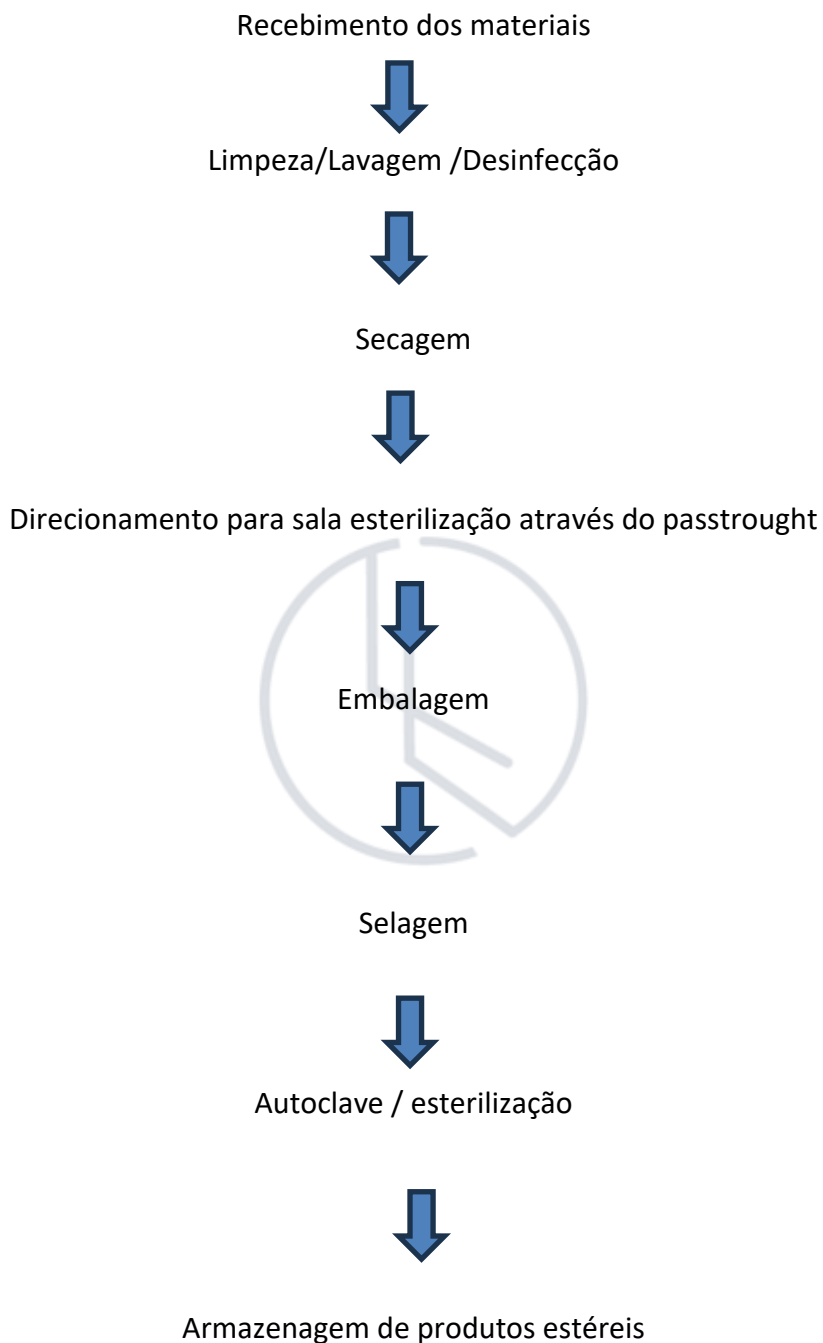 Recebimento dos materiais
Limpeza/Lavagem /Desinfecção
Secagem
Direcionamento para sala esterilização através do passtrought
Embalagem
Selagem
Autoclave / esterilização
Armazenagem de produtos estéreis